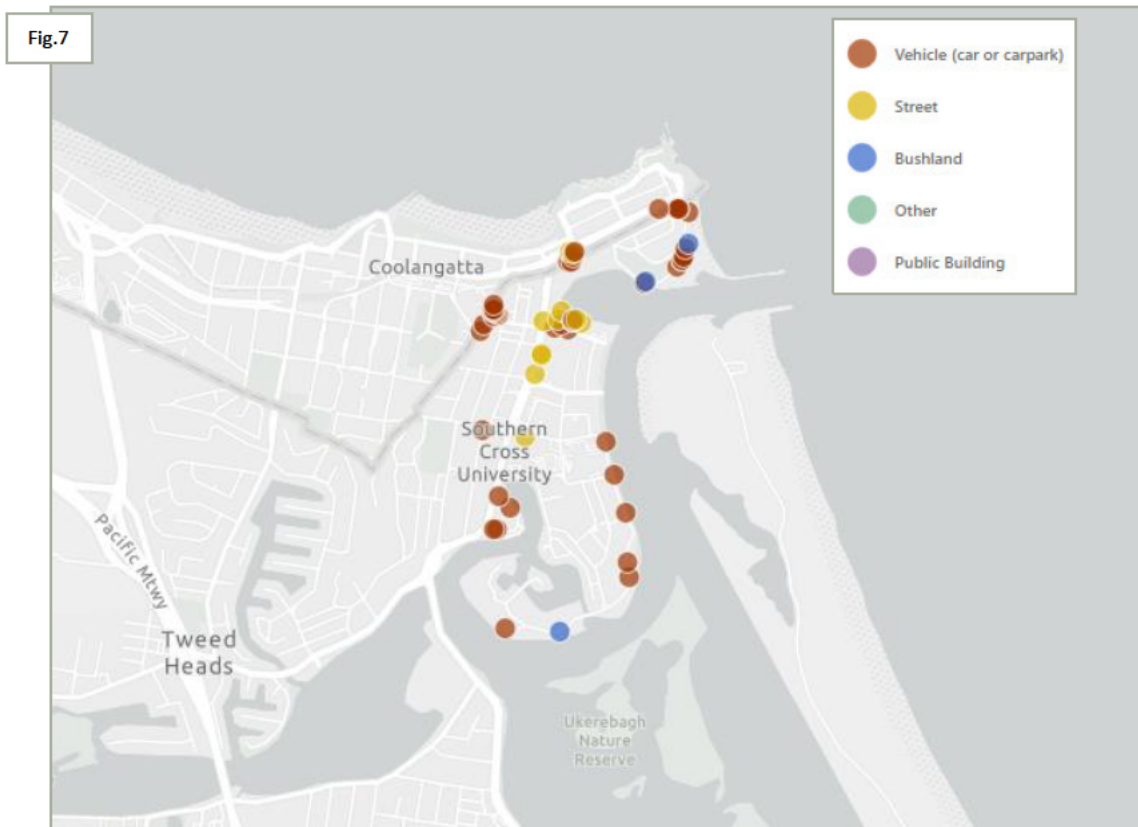 Fig.7
Vehicle (car or carpark)
Street
Bushland
Other
Public Building
Coolangatta
Southern
Cross
University
Pacific Mtwy
Tweed
Heads
Ukerebagh
Nature
Reserve